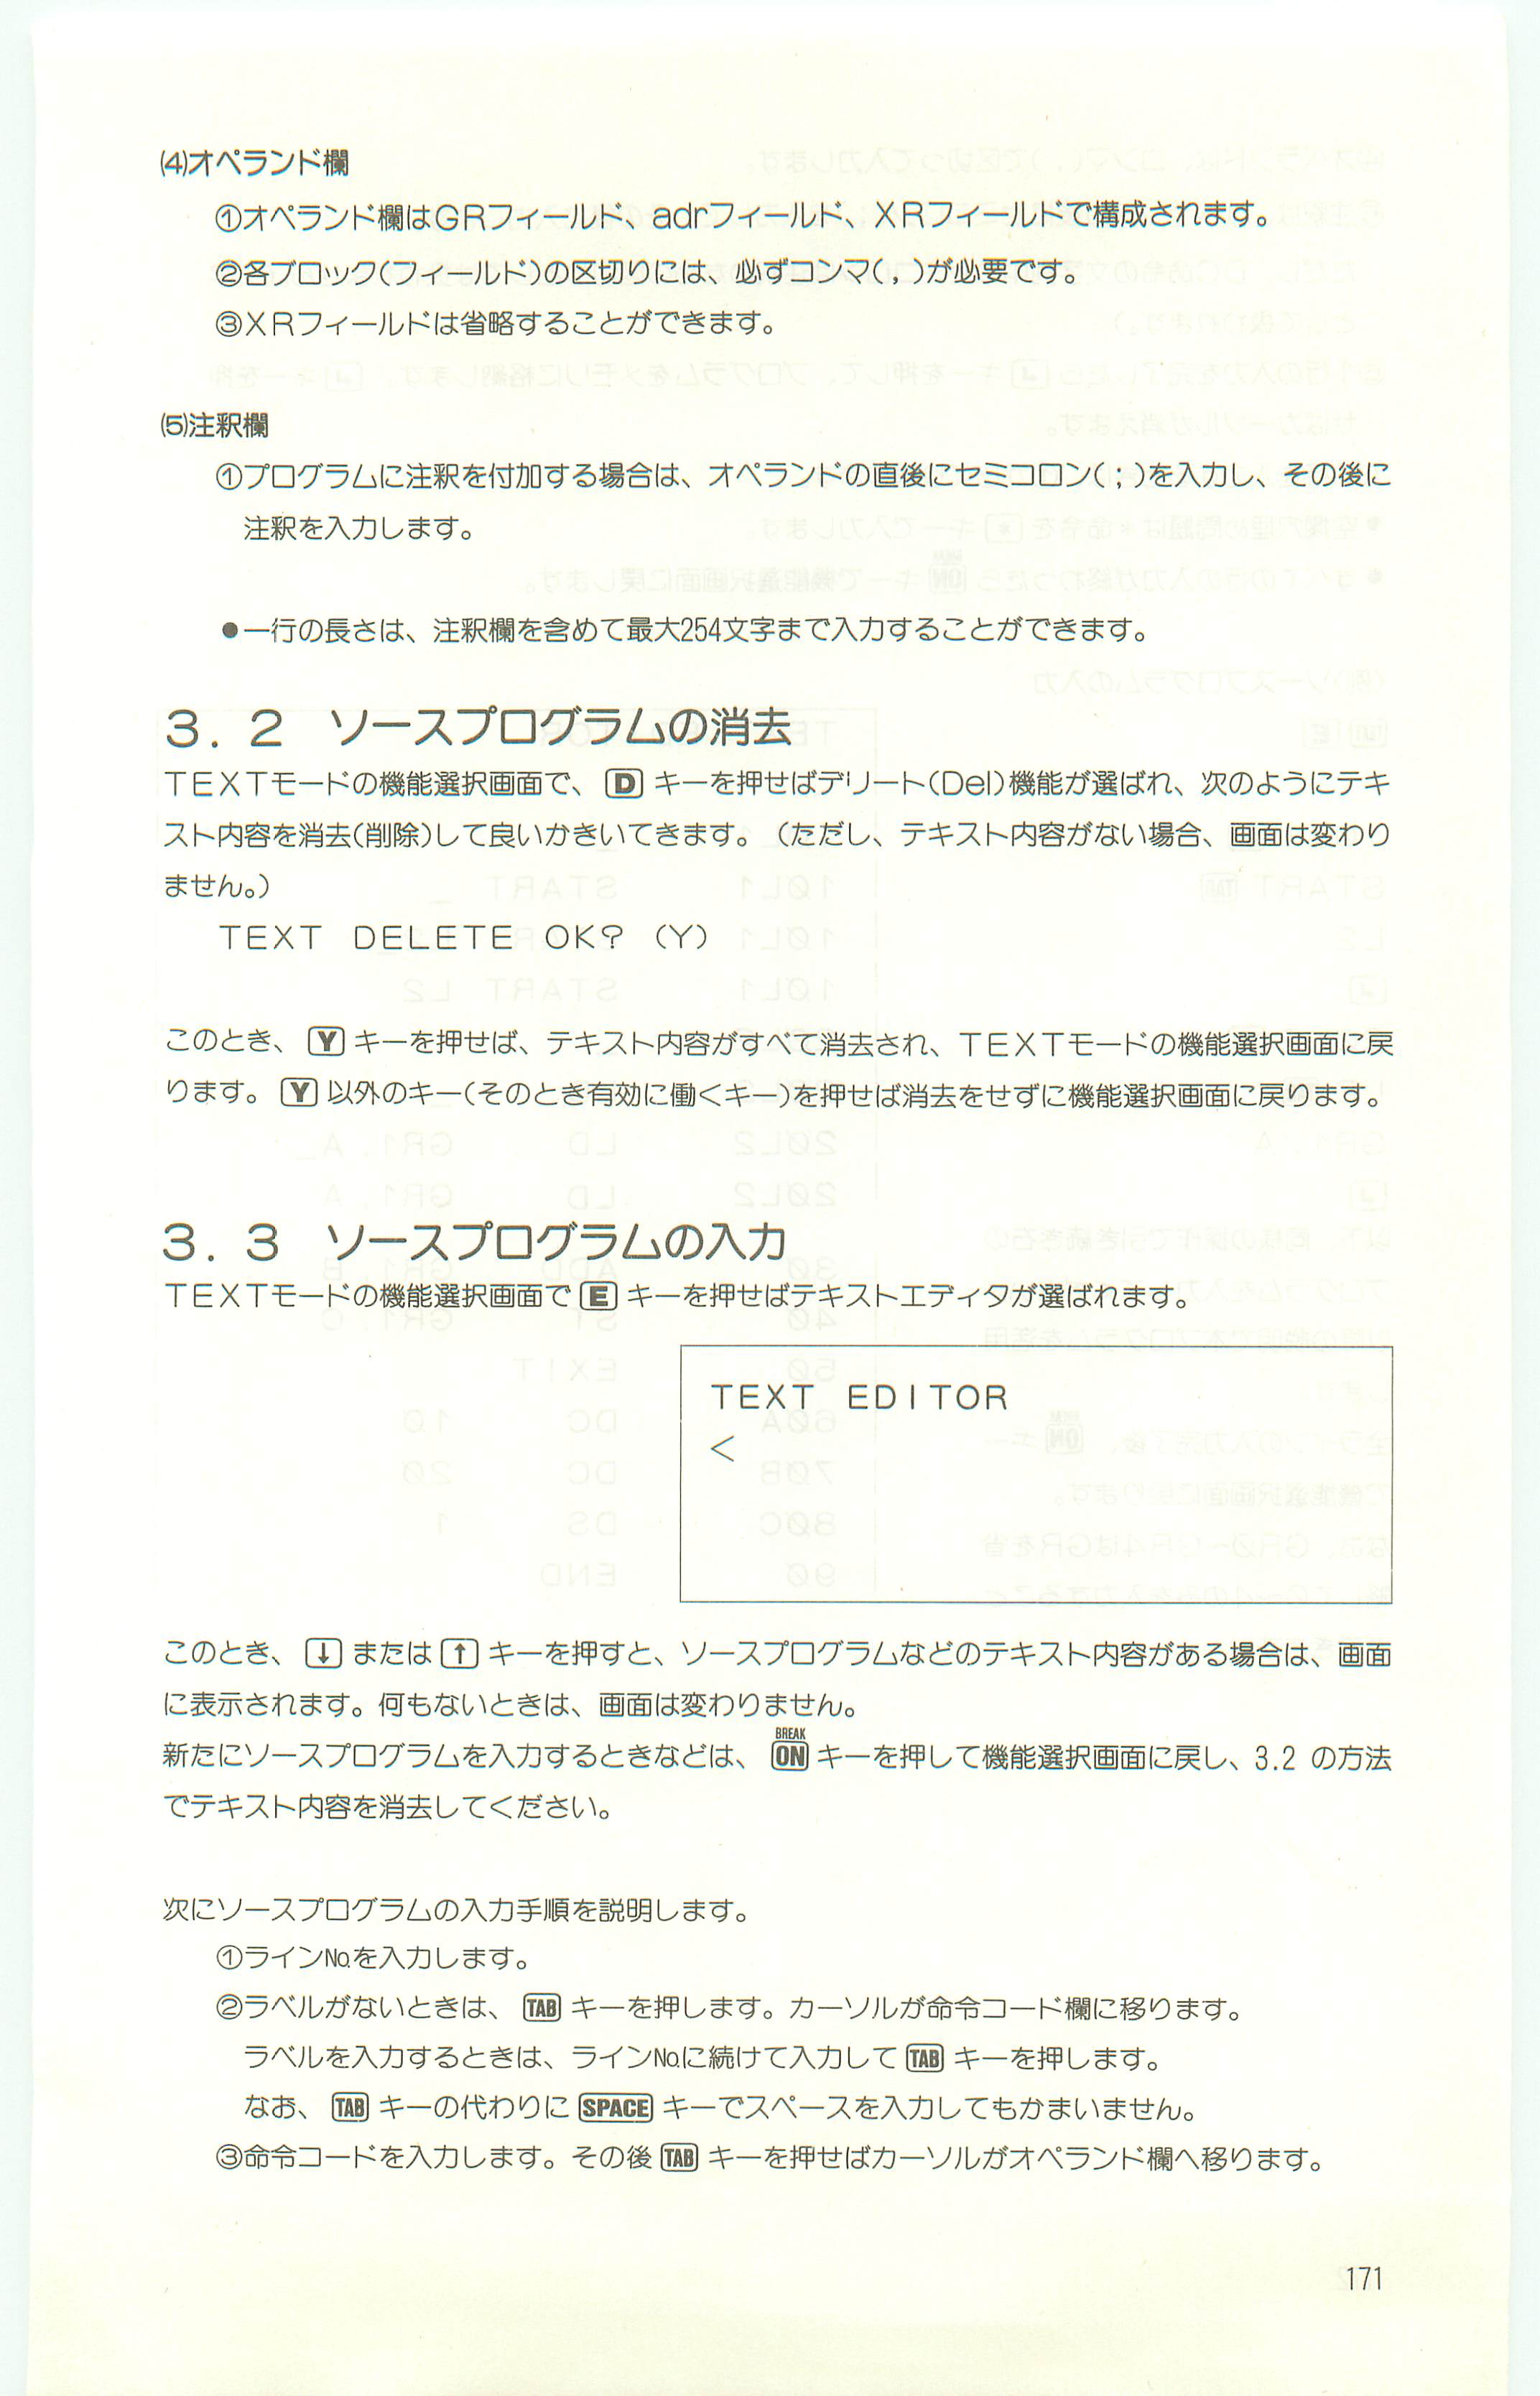 ⑷オペランド欄
①オペランド欄はGRフィールド、adrフィールド、XRフィールドで構成されます。
②各ブロック(フィールド)の区切りには、必ずコンマ(,)が必要です。
③XRフィールドは省略することができます。
⑸注釈欄
①プログラムに注釈を付加する場合は、オペランドの直後にセミコロン(;)を入力し、その後に
注釈を入力します。
●一行の長さは、注釈欄を含めて最大254文字まで入力することができます。
3.2 ソースプログラムの消去
TEXTモードの機能選択画面で、 D キーを押せばデリート(Del)機能が選ばれ、次のようにテキ
スト内容を消去(削除)して良いかきいてきます。(ただし、テキスト内容がない場合、画面は変わり
ません。)
TEXT DELETE OK? (Y)
このとき、 Y キーを押せば、テキスト内容がすべて消去され、TEXTモードの機能選択画面に戻
ります。 Y 以外のキー(そのとき有効に働くキー)を押せば消去をせずに機能選択画面に戻ります。
3.3 ソースプログラムの入力
TEXTモードの機能選択画面で E キーを押せばテキストエディタが選ばれます。
TEXT EDITOR
<
このとき、 ↓ または ↑ キーを押すと、ソースプログラムなどのテキスト内容がある場合は、画面
に表示されます。何もないときは、画面は変わりません。
BREAK
新たにソースプログラムを入力するときなどは、 ON キーを押して機能選択画面に戻し、3.2 の方法
でテキスト内容を消去してください。
次にソースプログラムの入力手順を説明します。
①ラインNo.を入力します。
②ラベルがないときは、 TAB キーを押します。カーソルが命令コード欄に移ります。
ラベルを入力するときは、ラインNo.に続けて入力して TAB キーを押します。
なお、 TAB キーの代わりに SPACE キーでスペースを入力してもかまいません。
③命令コードを入力します。その後 TAB キーを押せばカーソルがオペランド欄へ移ります。
171